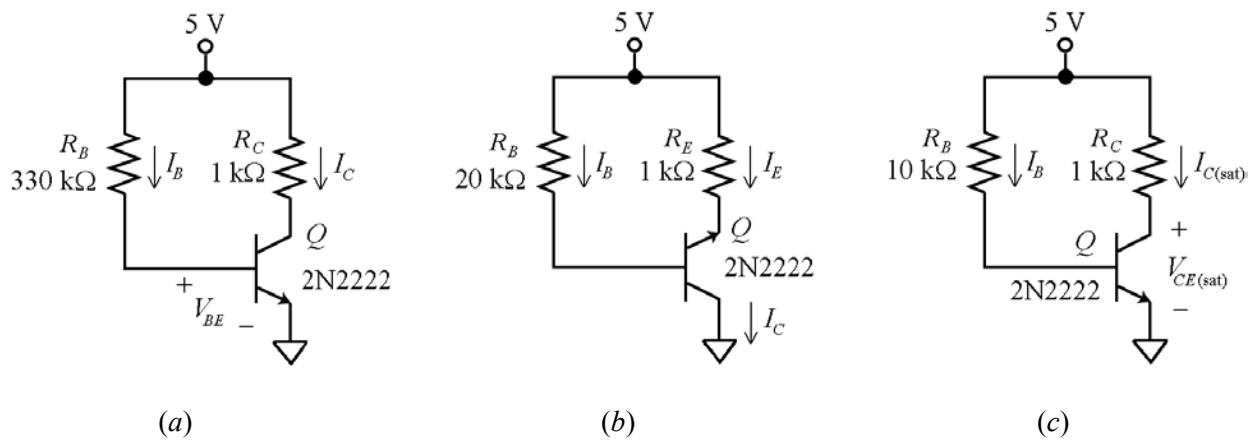 5 V
R_B
330 kΩ
I_B
R_C
1 kΩ
I_C
Q
2N2222
+
V_BE
−
(a)
5 V
R_B
20 kΩ
I_B
R_E
1 kΩ
I_E
Q
2N2222
I_C
(b)
5 V
R_B
10 kΩ
I_B
R_C
1 kΩ
I_C(sat)=
Q
2N2222
+
V_CE(sat)
−
(c)